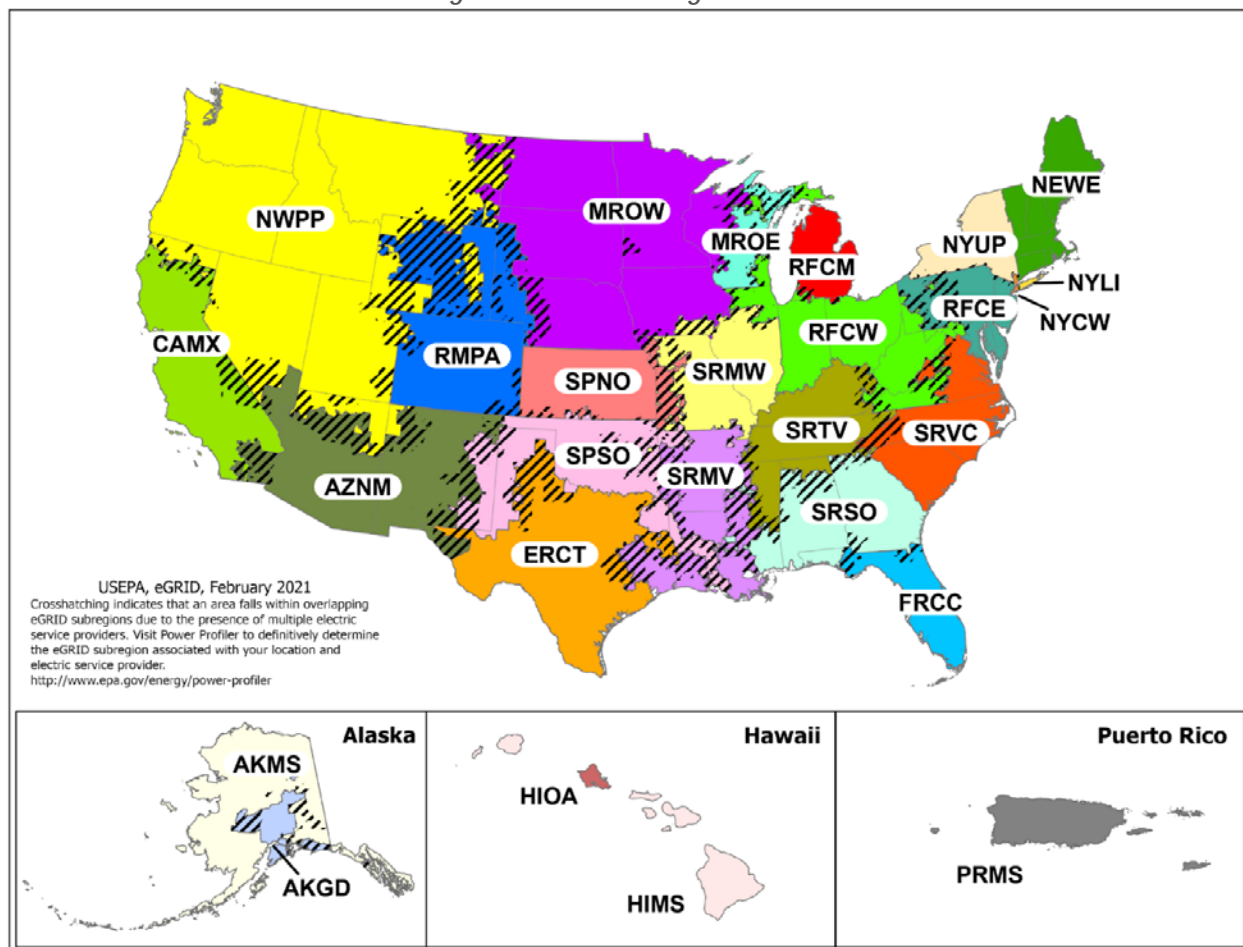 NWPP
MROW
NEWE
MROE
NYUP
RFCM
NYLI
RFCE
NYCW
CAMX
RFCW
RMPA
SRMW
SPNO
SRTV
SRVC
SPSO
SRMV
AZNM
SRSO
ERCT
FRCC
USEPA, eGRID, February 2021
Crosshatching indicates that an area falls within overlapping
eGRID subregions due to the presence of multiple electric
service providers. Visit Power Profiler to definitively determine
the eGRID subregion associated with your location and
electric service provider.
http://www.epa.gov/energy/power-profiler
Alaska
AKMS
AKGD
Hawaii
HIOA
HIMS
Puerto Rico
PRMS